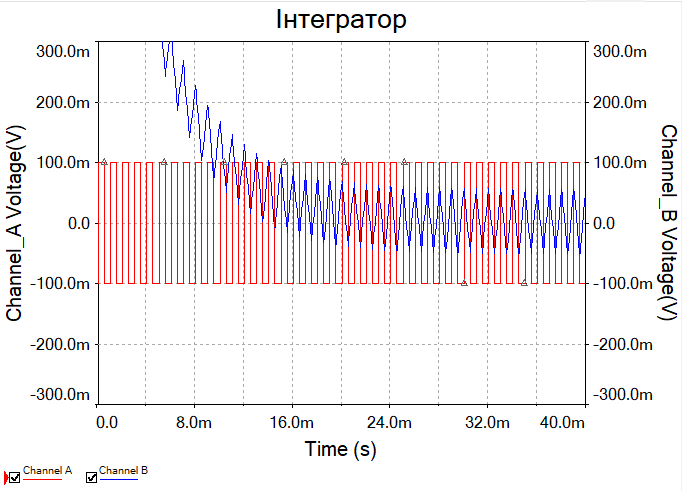 Інтегратор
Channel_A Voltage(V)
300.0m
200.0m
100.0m
0.0
-100.0m
-200.0m
-300.0m
300.0m
200.0m
100.0m
0.0
-100.0m
-200.0m
-300.0m
Channel_B Voltage(V)
0.0 8.0m 16.0m 24.0m 32.0m 40.0m
Time (s)
Channel A Channel B